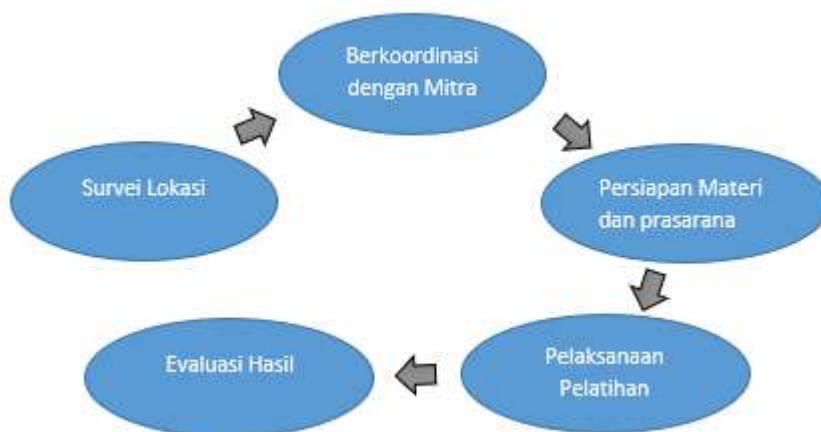 Berkoordinasi
dengan Mitra
Survei Lokasi
Persiapan Materi
dan prasarana
Pelaksanaan
Pelatihan
Evaluasi Hasil